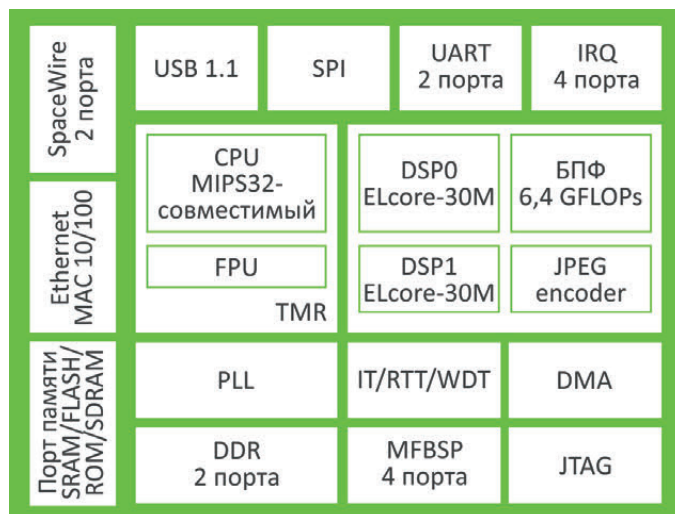 SpaceWire
2 порта
USB 1.1
SPI
UART
2 порта
IRQ
4 порта
Ethernet
MAC 10/100
CPU
MIPS32-
совместимый
FPU
TMR
DSP0
ELcore-30M
БПФ
6,4 GFLOPs
DSP1
ELcore-30M
JPEG
encoder
Порт памяти
SRAM/FLASH/
ROM/SDRAM
PLL
IT/RTT/WDT
DMA
DDR
2 порта
MFBSP
4 порта
JTAG